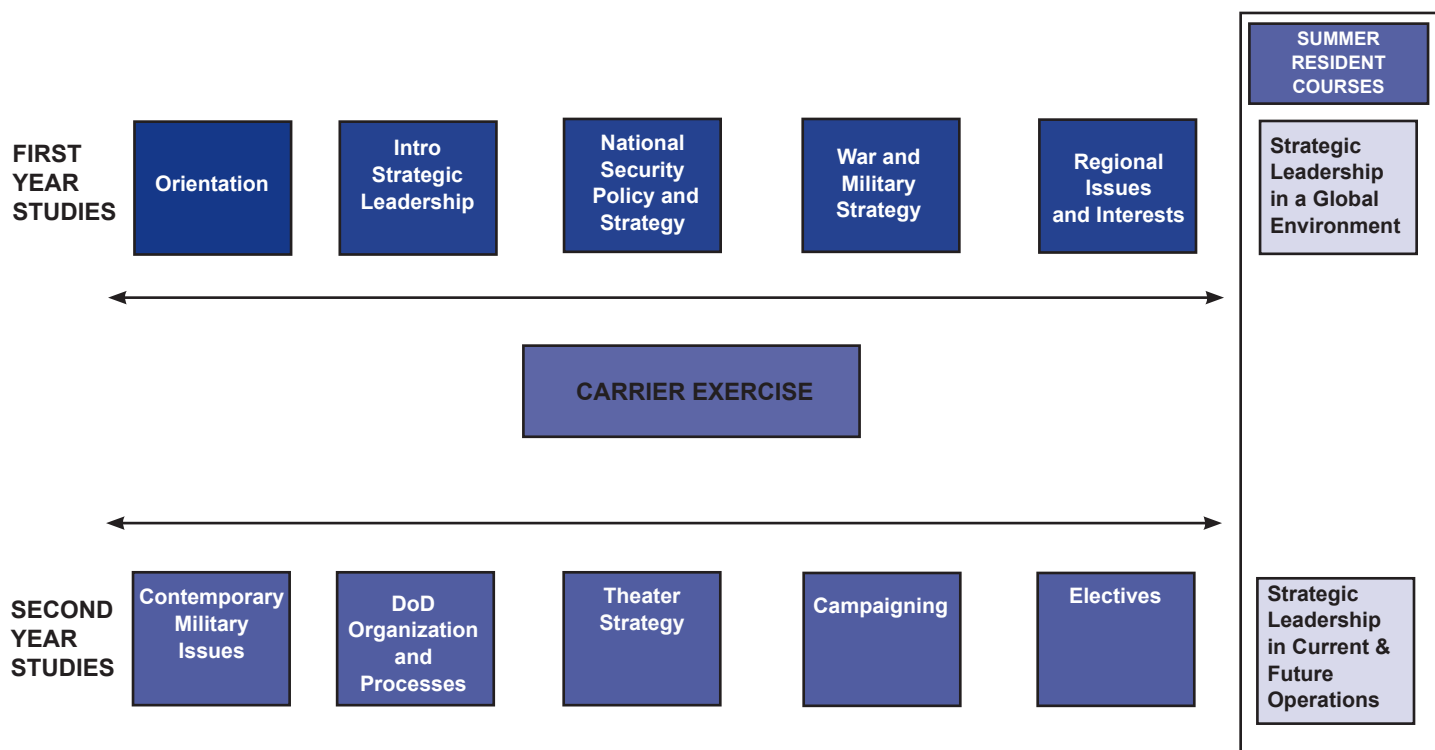 SUMMER
RESIDENT
COURSES
FIRST
YEAR
STUDIES
Orientation
Intro
Strategic
Leadership
National
Security
Policy and
Strategy
War and
Military
Strategy
Regional
Issues
and Interests
Strategic
Leadership
in a Global
Environment
CARRIER EXERCISE
SECOND
YEAR
STUDIES
Contemporary
Military
Issues
DoD
Organization
and
Processes
Theater
Strategy
Campaigning
Electives
Strategic
Leadership
in Current &
Future
Operations